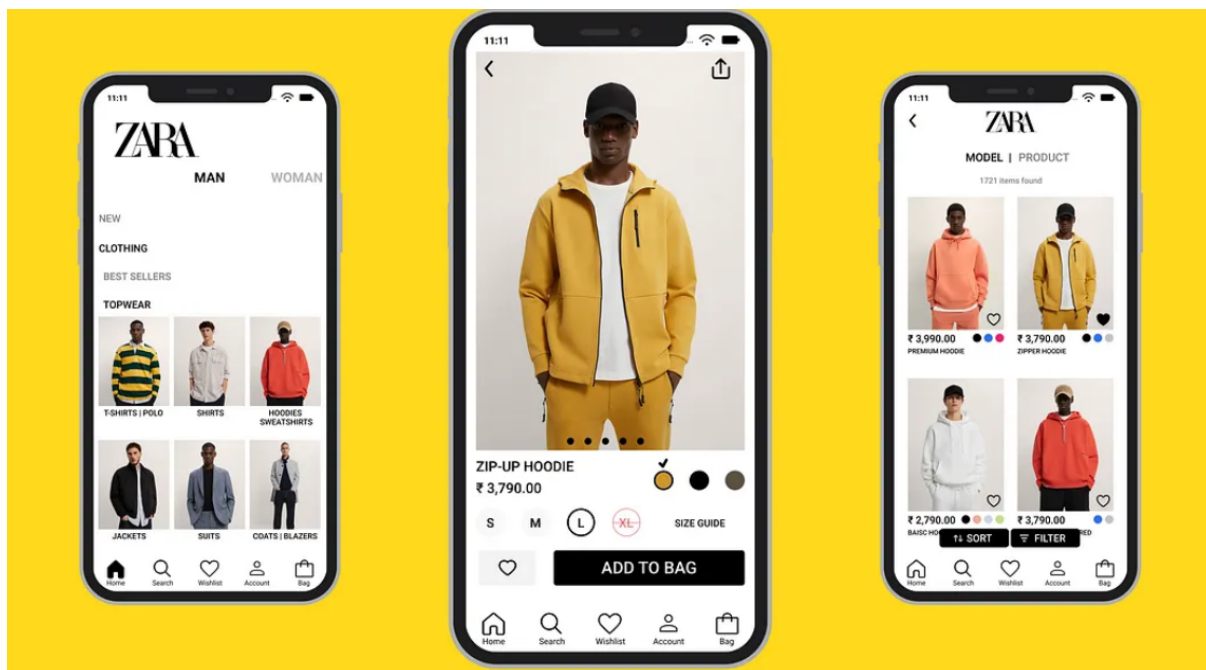 11:11
ZARA
MAN WOMAN
NEW
CLOTHING
BEST SELLERS
TOPWEAR
T-SHIRTS | POLO SHIRTS HOODIES
SWEATSHIRTS
JACKETS SUITS COATS | BLAZERS
Home Search Wishlist Account Bag
11:11
ZIP-UP HOODIE
₹ 3,790.00
S M L XL SIZE GUIDE
ADD TO BAG
Home Search Wishlist Account Bag
11:11
ZARA
MODEL | PRODUCT
1721 items found
₹ 3,990.00 ₹ 3,790.00
PREMIUM HOODIE ZIPPER HOODIE
₹ 2,790.00 ₹ 3,790.00
BAISC HO RED
SORT FILTER
Home Search Wishlist Account Bag